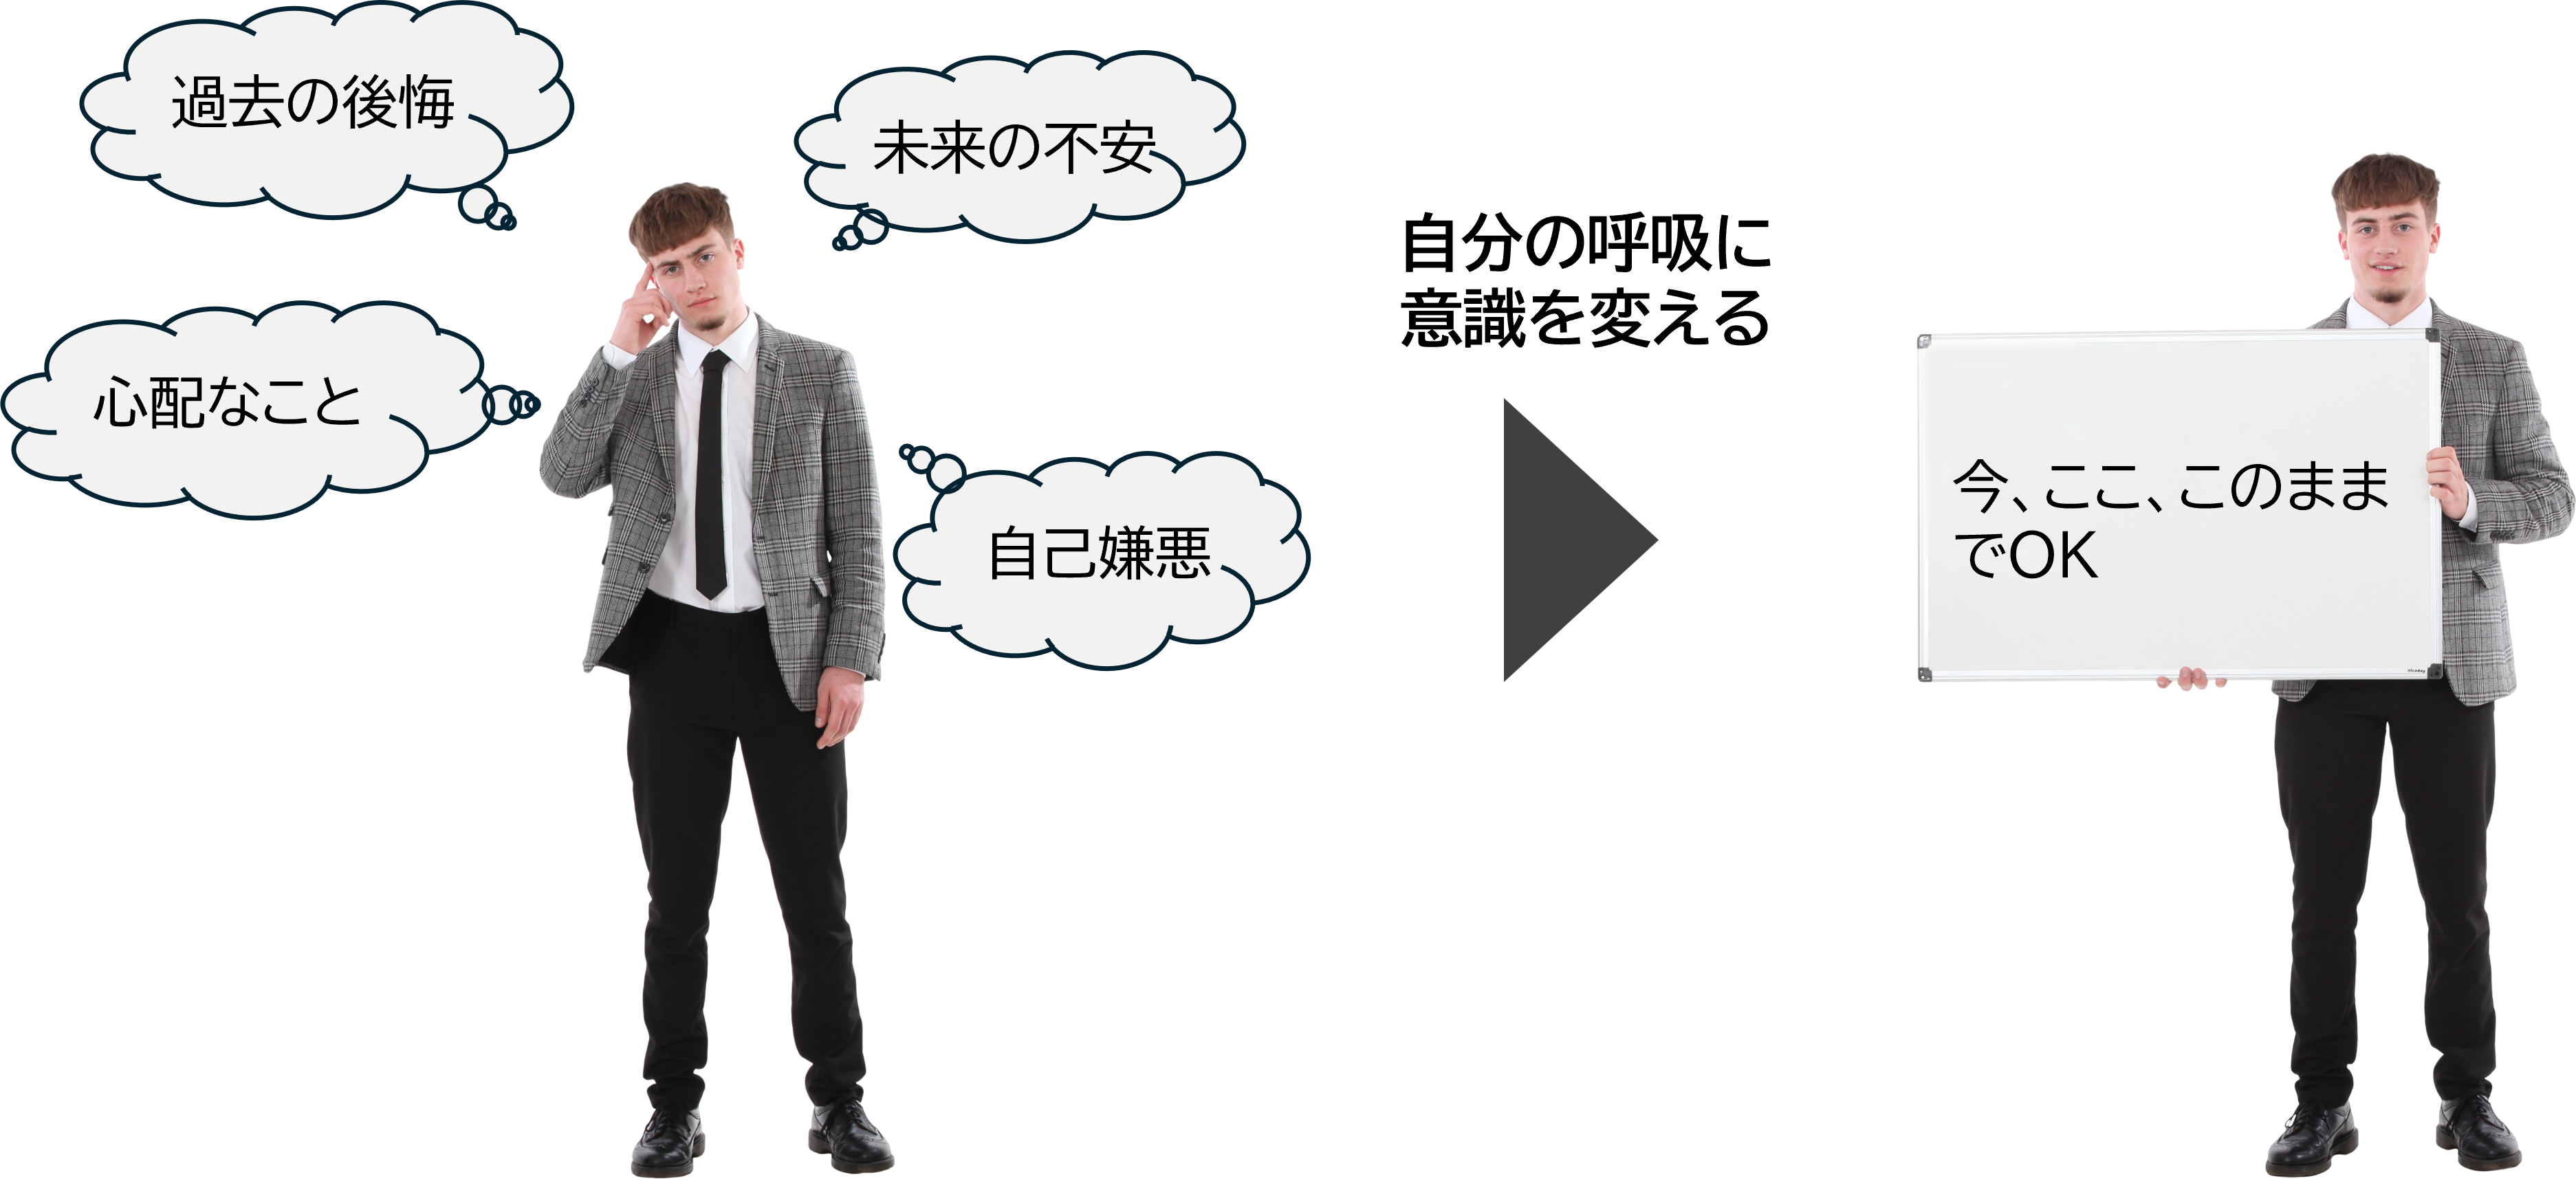 過去の後悔
未来の不安
心配なこと
自己嫌悪
自分の呼吸に
意識を変える
今、ここ、このまま
でOK